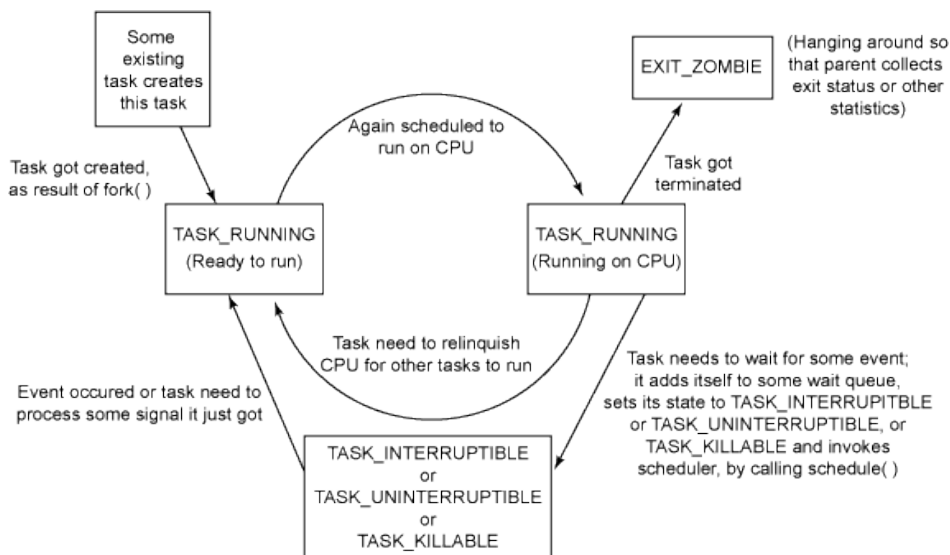 Some
existing
task creates
this task
EXIT_ZOMBIE
(Hanging around so
that parent collects
exit status or other
statistics)
Again scheduled to
run on CPU
Task got created,
as result of fork( )
Task got
terminated
TASK_RUNNING
(Ready to run)
TASK_RUNNING
(Running on CPU)
Task need to relinquish
CPU for other tasks to run
Event occured or task need to
process some signal it just got
Task needs to wait for some event;
it adds itself to some wait queue,
sets its state to TASK_INTERRUPITBLE
or TASK_UNINTERRUPTIBLE, or
TASK_KILLABLE and invokes
scheduler, by calling schedule( )
TASK_INTERRUPTIBLE
or
TASK_UNINTERRUPTIBLE
or
TASK_KILLABLE